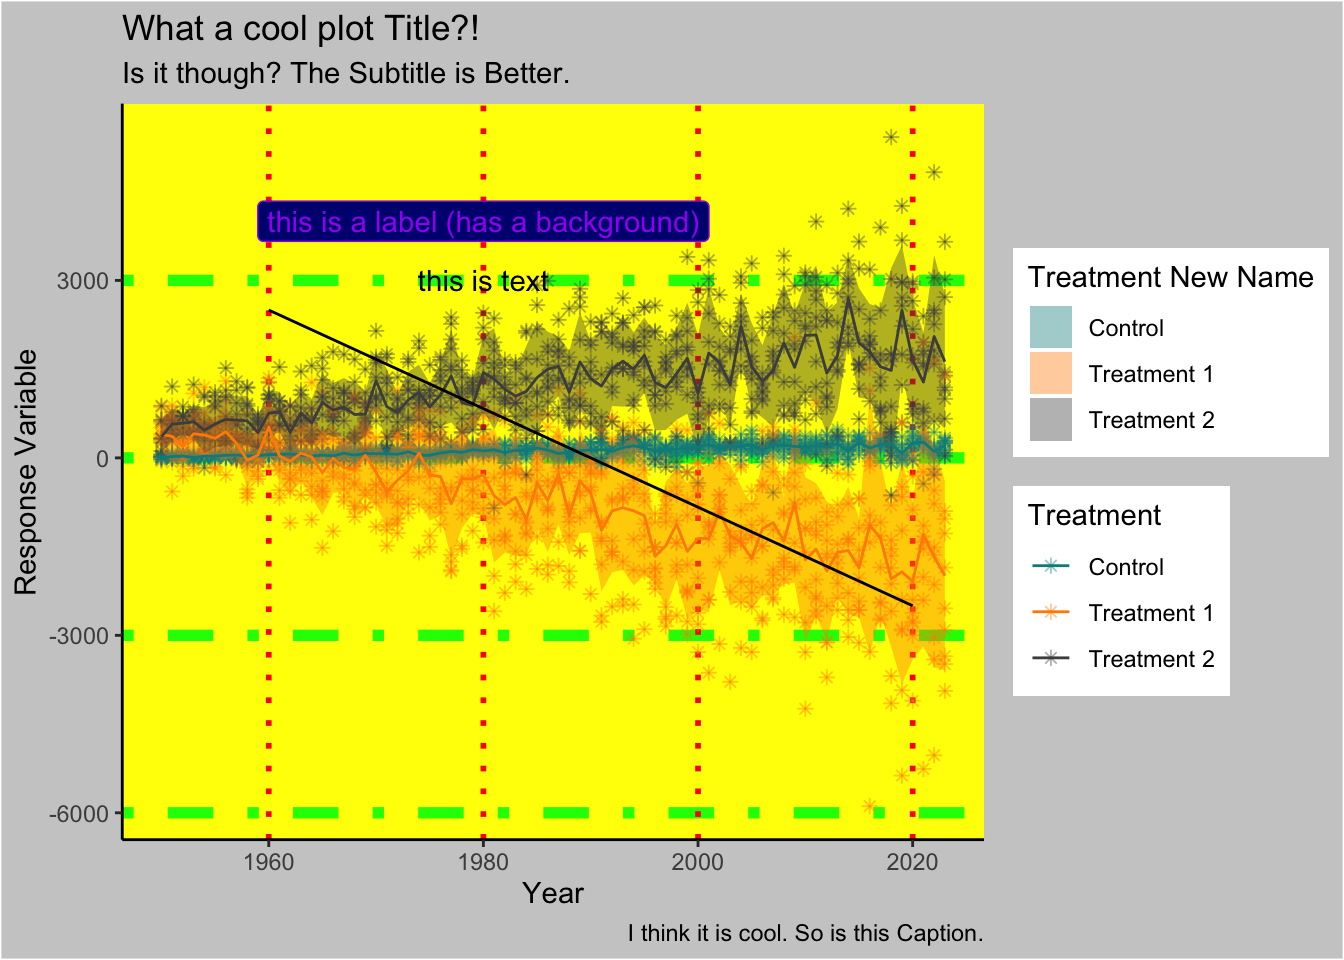 What a cool plot Title?!
Is it though? The Subtitle is Better.
this is a label (has a background)
this is text
3000
0
-3000
-6000
Response Variable
1960 1980 2000 2020
Year
I think it is cool. So is this Caption.
Treatment New Name
Control
Treatment 1
Treatment 2
Treatment
Control
Treatment 1
Treatment 2